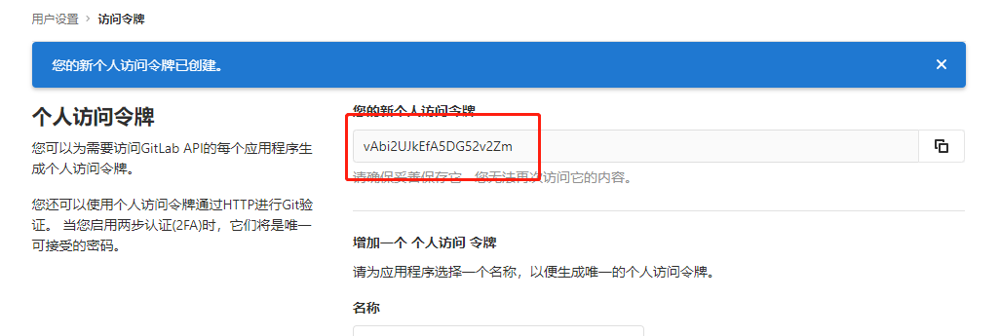 用户设置 › 访问令牌
您的新个人访问令牌已创建。
个人访问令牌
您可以为需要访问GitLab API的每个应用程序生
成个人访问令牌。
您还可以使用个人访问令牌通过HTTP进行Git验
证。 当您启用两步认证(2FA)时，它们将是唯一
可接受的密码。
您的新个人访问令牌
vAbi2UJkEfA5DG52v2Zm
请确保妥善保存它，您无法再次访问它的内容。
增加一个 个人访问 令牌
请为应用程序选择一个名称，以便生成唯一的个人访问令牌。
名称